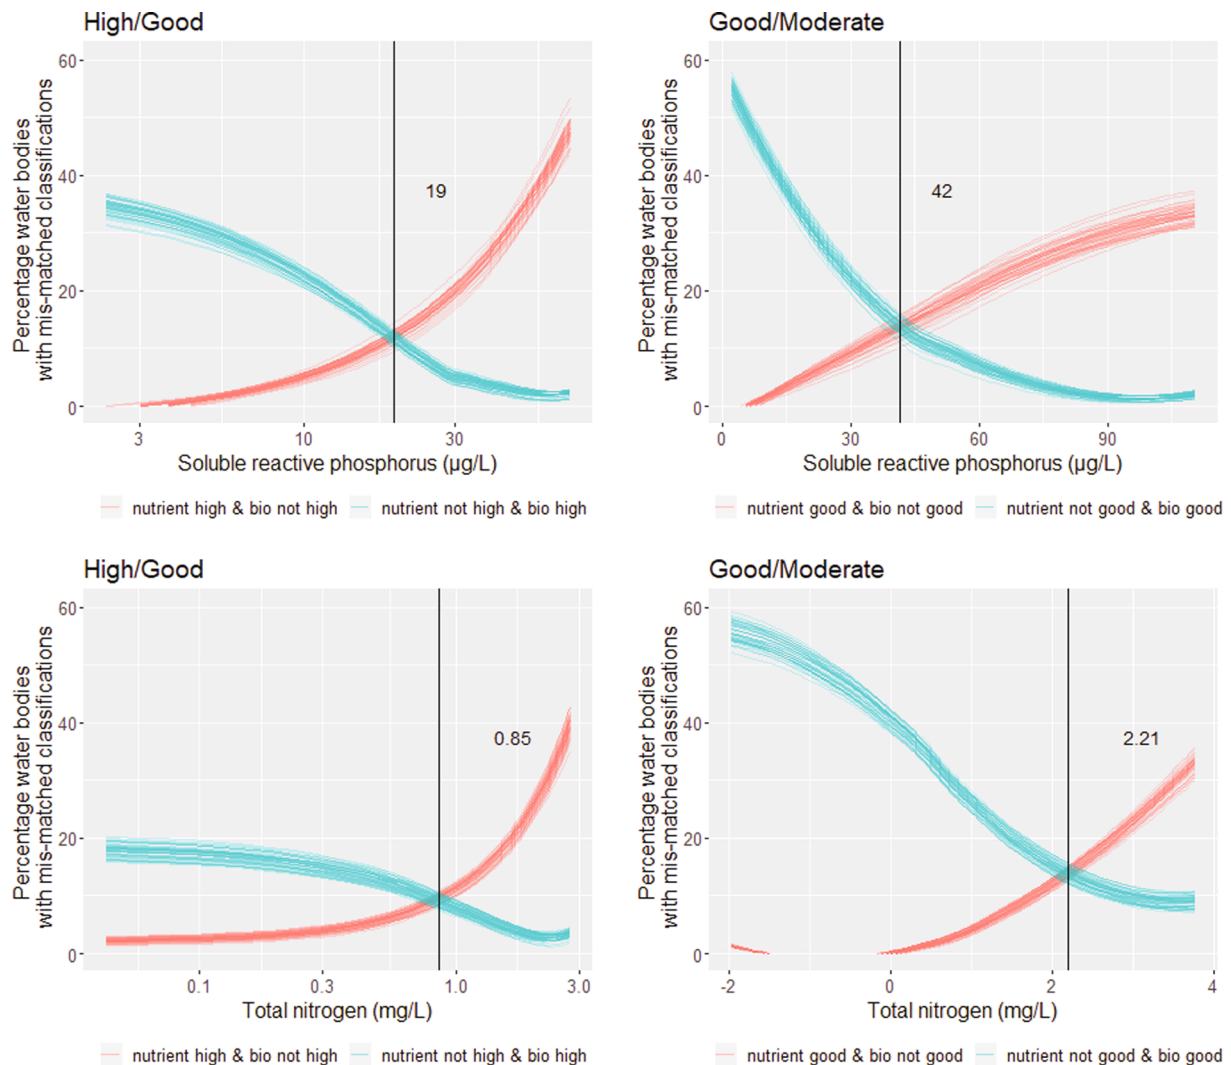 High/Good
Percentage water bodies
with mis-matched classifications
60
40
20
0
19
3
10
30
Soluble reactive phosphorus (µg/L)
nutrient high & bio not high
nutrient not high & bio high
Good/Moderate
Percentage water bodies
with mis-matched classifications
60
40
20
0
42
0
30
60
90
Soluble reactive phosphorus (µg/L)
nutrient good & bio not good
nutrient not good & bio good
High/Good
Percentage water bodies
with mis-matched classifications
60
40
20
0
0.85
0.1
0.3
1.0
3.0
Total nitrogen (mg/L)
nutrient high & bio not high
nutrient not high & bio high
Good/Moderate
Percentage water bodies
with mis-matched classifications
60
40
20
0
2.21
-2
0
2
4
Total nitrogen (mg/L)
nutrient good & bio not good
nutrient not good & bio good